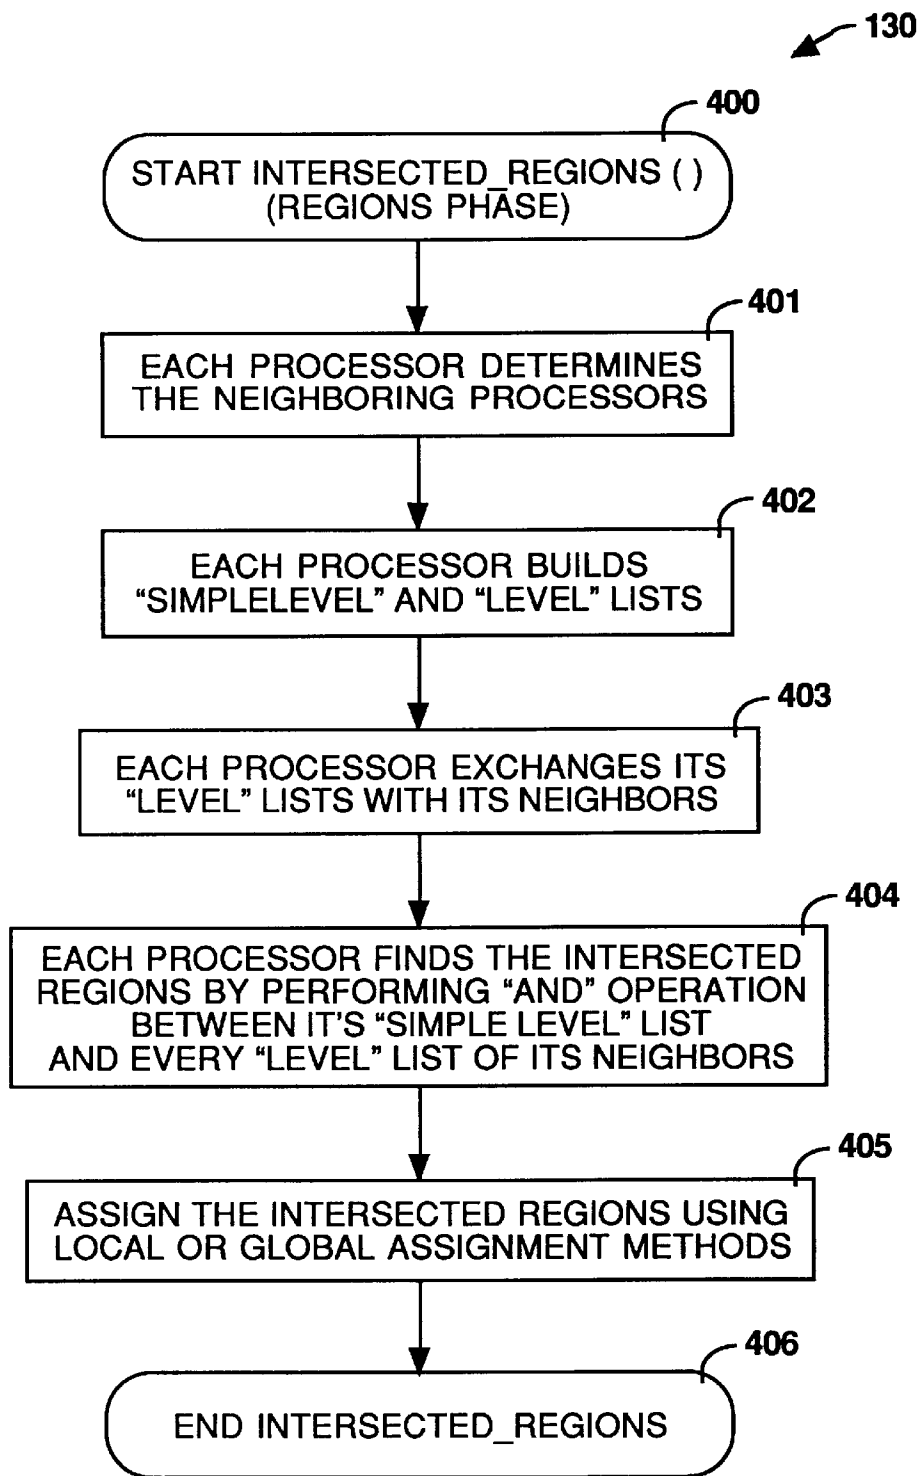 130
400
START INTERSECTED_REGIONS ( )
(REGIONS PHASE)
401
EACH PROCESSOR DETERMINES
THE NEIGHBORING PROCESSORS
402
EACH PROCESSOR BUILDS
“SIMPLELEVEL” AND “LEVEL” LISTS
403
EACH PROCESSOR EXCHANGES ITS
“LEVEL” LISTS WITH ITS NEIGHBORS
404
EACH PROCESSOR FINDS THE INTERSECTED
REGIONS BY PERFORMING “AND” OPERATION
BETWEEN IT'S “SIMPLE LEVEL” LIST
AND EVERY “LEVEL” LIST OF ITS NEIGHBORS
405
ASSIGN THE INTERSECTED REGIONS USING
LOCAL OR GLOBAL ASSIGNMENT METHODS
406
END INTERSECTED_REGIONS